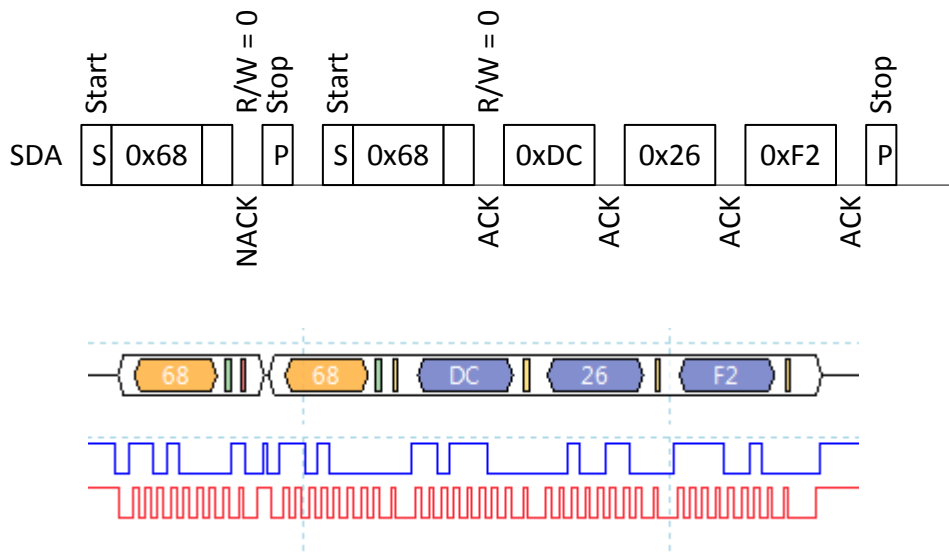 Start R/W = 0 Stop Start R/W = 0 Stop
SDA S 0x68 P S 0x68 0xDC 0x26 0xF2 P
NACK ACK ACK ACK ACK
68 68 DC 26 F2